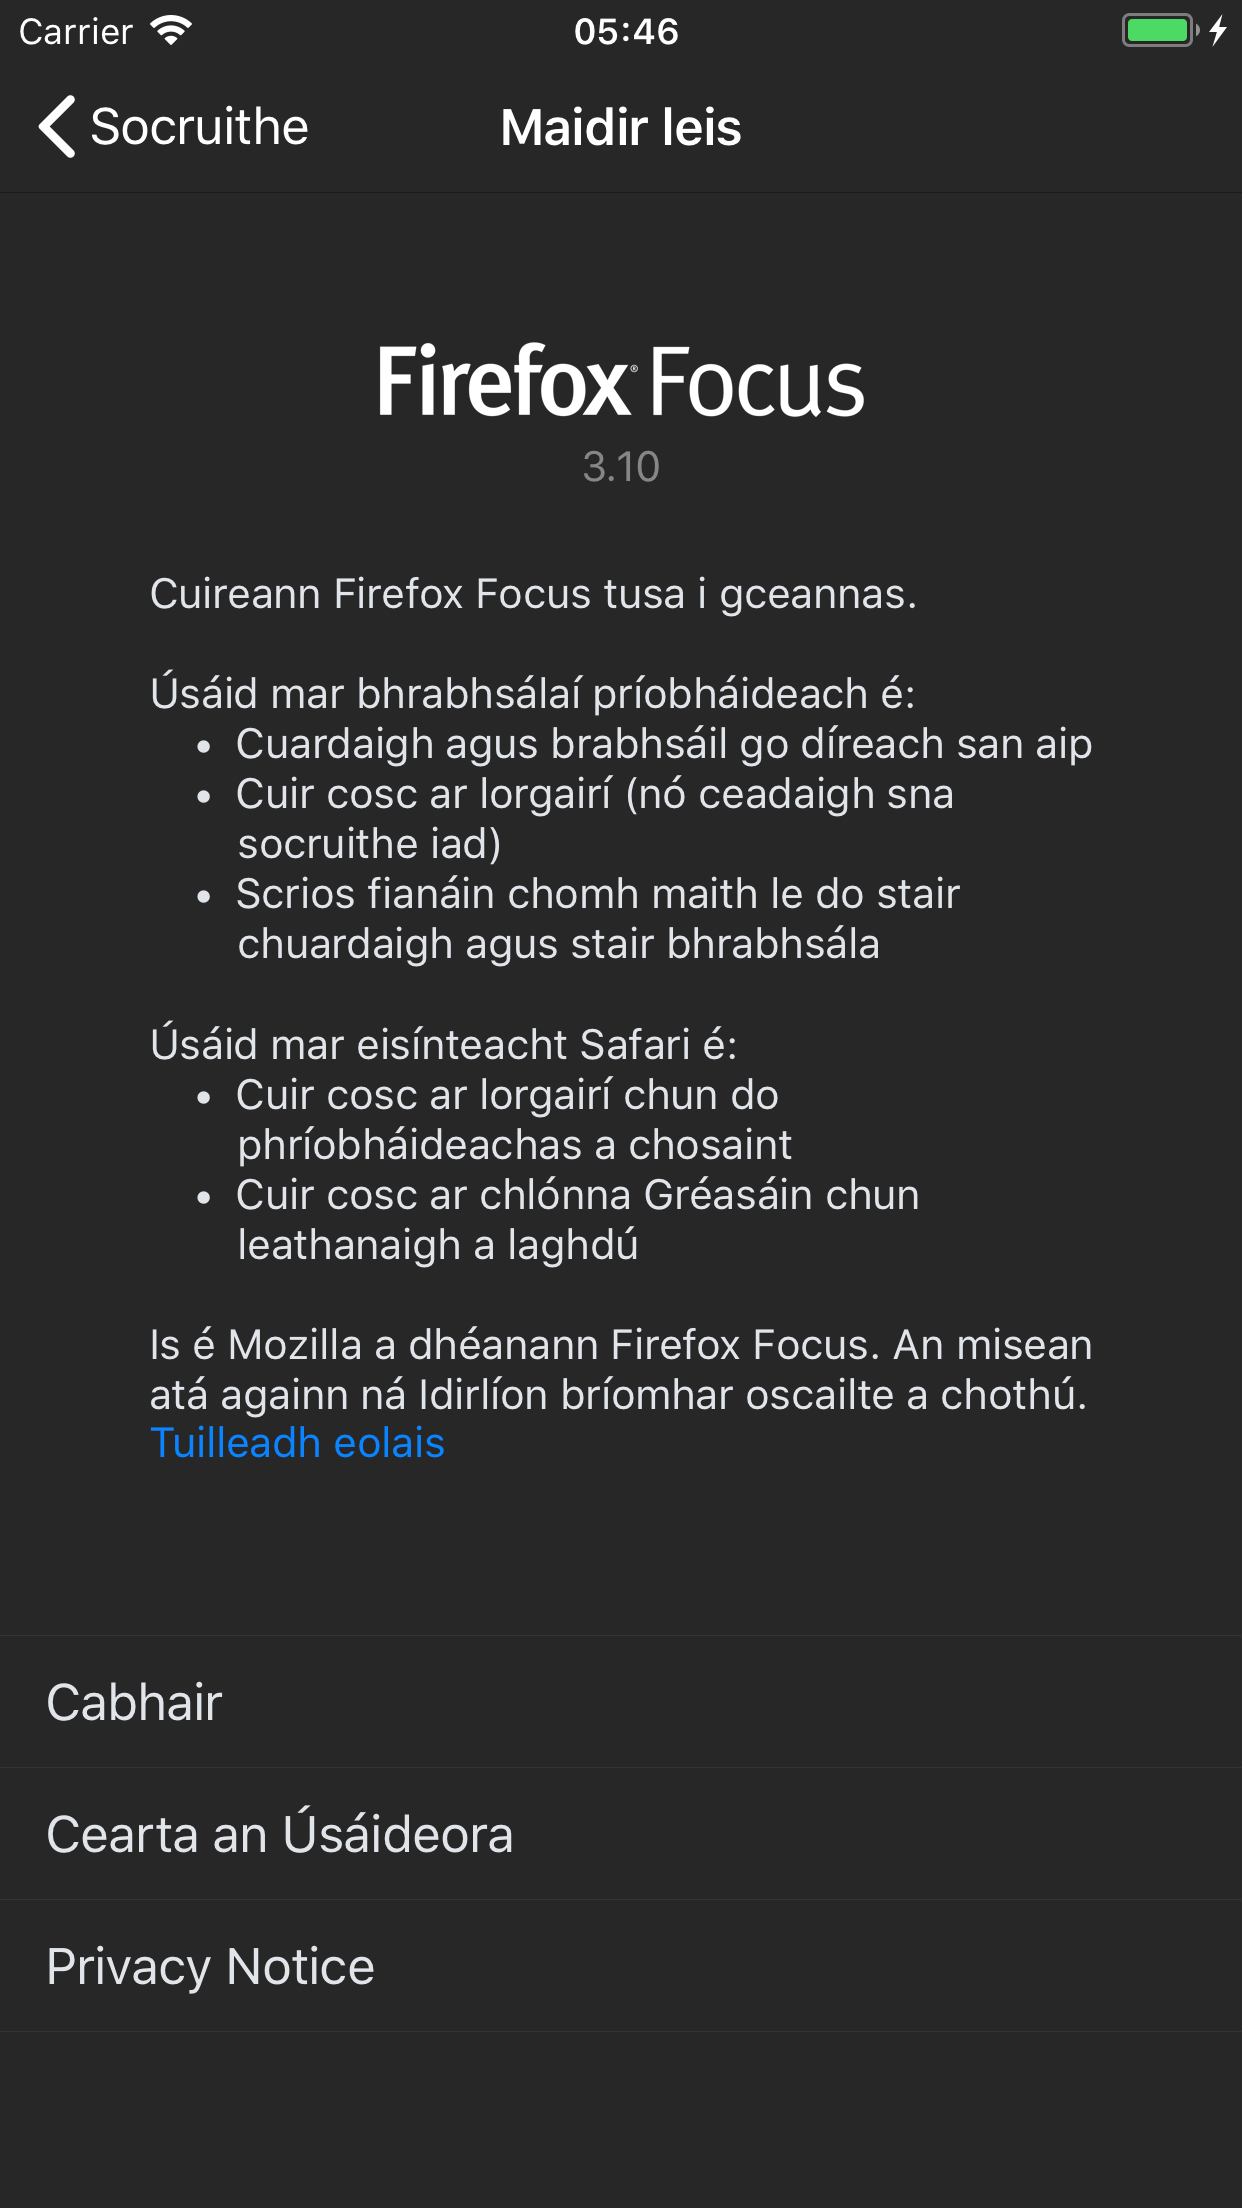 Carrier 05:46
Socruithe Maidir leis
Firefox® Focus
3.10
Cuireann Firefox Focus tusa i gceannas.
Úsáid mar bhrabhsálaí príobháideach é:
• Cuardaigh agus brabhsáil go díreach san aip
• Cuir cosc ar lorgairí (nó ceadaigh sna
socruithe iad)
• Scrios fianáin chomh maith le do stair
chuardaigh agus stair bhrabhsála
Úsáid mar eisínteacht Safari é:
• Cuir cosc ar lorgairí chun do
phríobháideachas a chosaint
• Cuir cosc ar chlónna Gréasáin chun
leathanaigh a laghdú
Is é Mozilla a dhéanann Firefox Focus. An misean
atá againn ná Idirlíon bríomhar oscailte a chothú.
Tuilleadh eolais
Cabhair
Cearta an Úsáideora
Privacy Notice